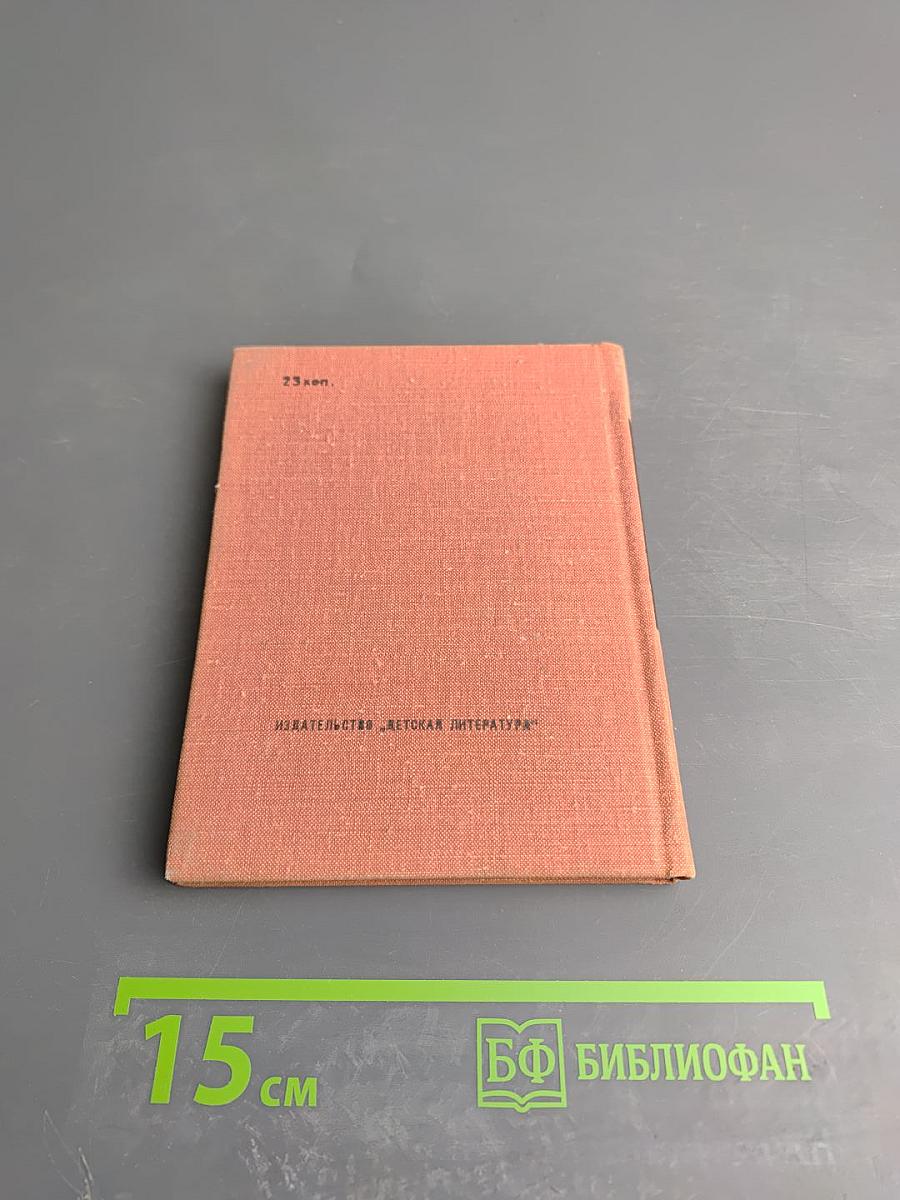 23 коп.
ИЗДАТЕЛЬСТВО „ДЕТСКАЯ ЛИТЕРАТУРА“
15 см
БФ БИБЛИОФАН